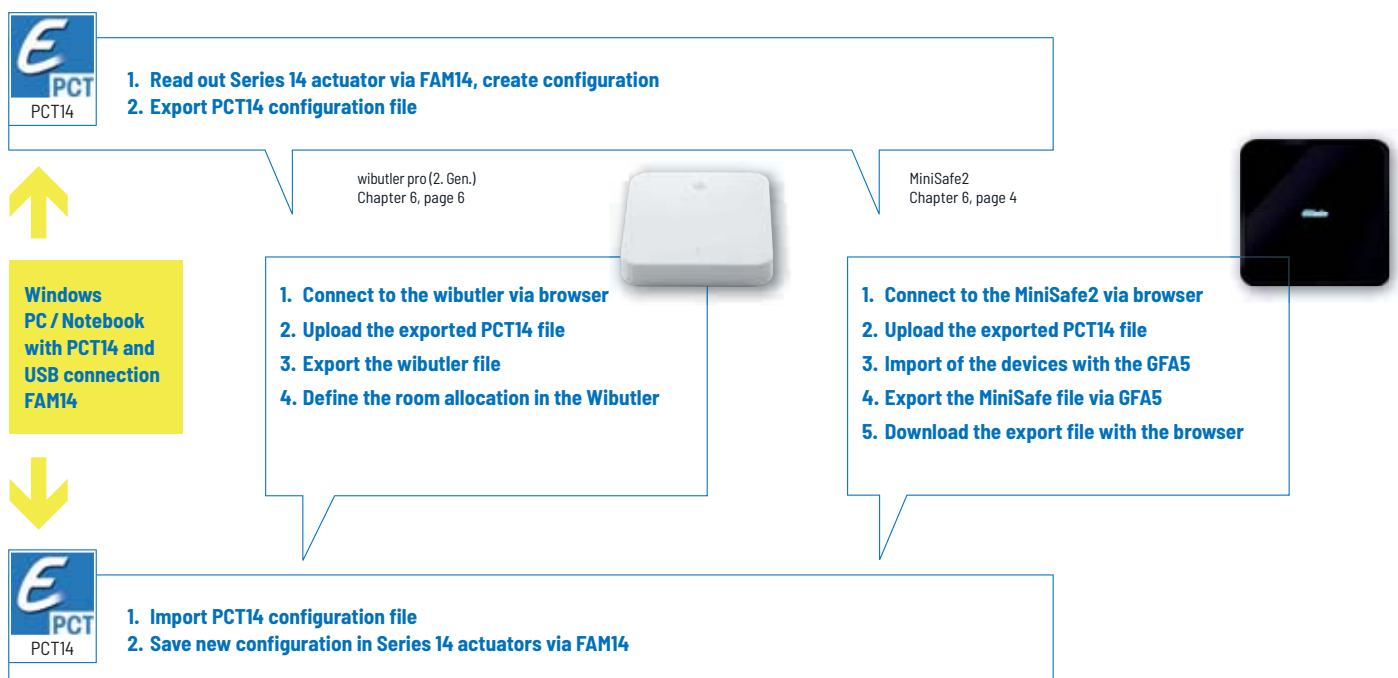 E
PCT
PCT14
1. Read out Series 14 actuator via FAM14, create configuration
2. Export PCT14 configuration file
wibutler pro (2. Gen.)
Chapter 6, page 6
MiniSafe2
Chapter 6, page 4
Windows
PC / Notebook
with PCT14 and
USB connection
FAM14
1. Connect to the wibutler via browser
2. Upload the exported PCT14 file
3. Export the wibutler file
4. Define the room allocation in the Wibutler
1. Connect to the MiniSafe2 via browser
2. Upload the exported PCT14 file
3. Import of the devices with the GFA5
4. Export the MiniSafe file via GFA5
5. Download the export file with the browser
E
PCT
PCT14
1. Import PCT14 configuration file
2. Save new configuration in Series 14 actuators via FAM14